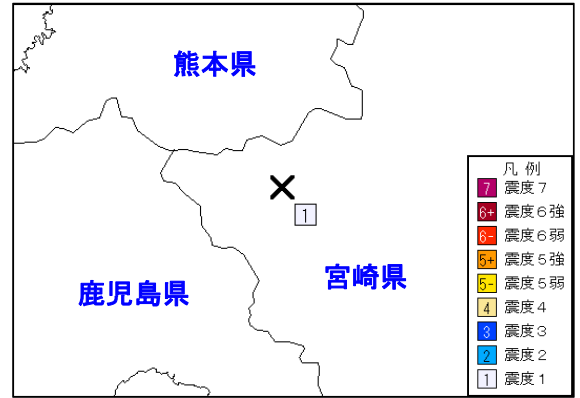 熊本県
1
鹿児島県
宮崎県
凡 例
7 震度７
6+ 震度６強
6- 震度６弱
5+ 震度５強
5- 震度５弱
4 震度４
3 震度３
2 震度２
1 震度１